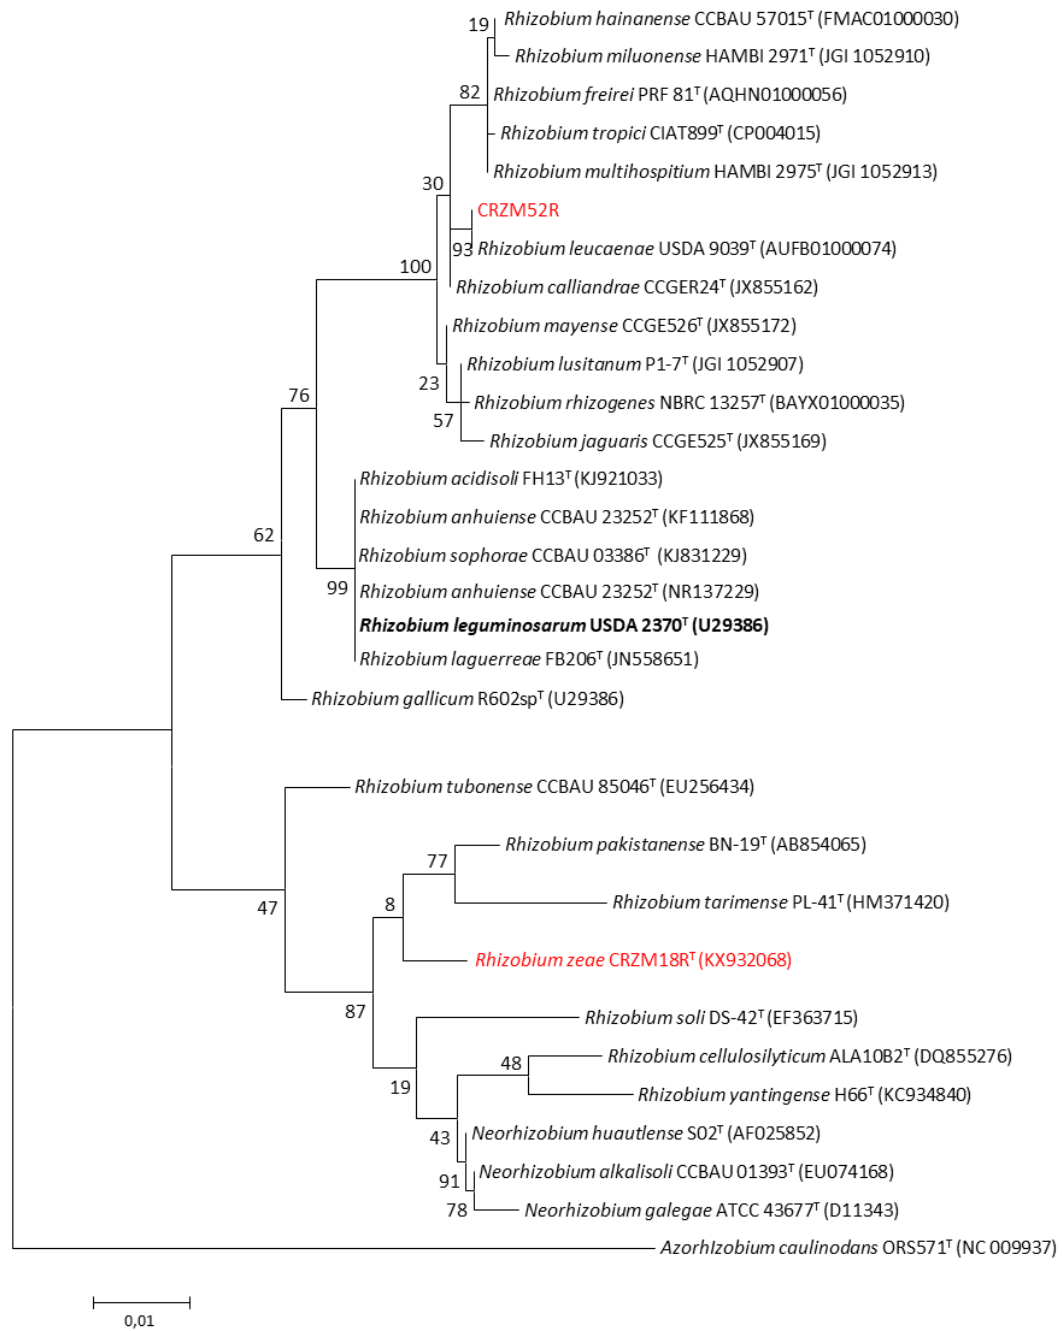 19
Rhizobium hainanense CCBAU 57015ᵀ (FMAC01000030)
Rhizobium miluonense HAMBI 2971ᵀ (JGI 1052910)
82
Rhizobium freirei PRF 81ᵀ (AQHN01000056)
Rhizobium tropici CIAT899ᵀ (CP004015)
Rhizobium multihospitium HAMBI 2975ᵀ (JGI 1052913)
30
CRZM52R
93
Rhizobium leucaenae USDA 9039ᵀ (AUFB01000074)
100
Rhizobium calliandrae CCGER24ᵀ (JX855162)
Rhizobium mayense CCGE526ᵀ (JX855172)
Rhizobium lusitanum P1-7ᵀ (JGI 1052907)
23
Rhizobium rhizogenes NBRC 13257ᵀ (BAYX01000035)
76
57
Rhizobium jaguaris CCGE525ᵀ (JX855169)
Rhizobium acidisoli FH13ᵀ (KJ921033)
Rhizobium anhuiense CCBAU 23252ᵀ (KF111868)
62
Rhizobium sophorae CCBAU 03386ᵀ (KJ831229)
99
Rhizobium anhuiense CCBAU 23252ᵀ (NR137229)
Rhizobium leguminosarum USDA 2370ᵀ (U29386)
Rhizobium laguerreae FB206ᵀ (JN558651)
Rhizobium gallicum R602spᵀ (U29386)
Rhizobium tubonense CCBAU 85046ᵀ (EU256434)
Rhizobium pakistanense BN-19ᵀ (AB854065)
77
Rhizobium tarimense PL-41ᵀ (HM371420)
47
8
Rhizobium zeae CRZM18Rᵀ (KX932068)
87
Rhizobium soli DS-42ᵀ (EF363715)
Rhizobium cellulosilyticum ALA10B2ᵀ (DQ855276)
48
19
Rhizobium yantingense H66ᵀ (KC934840)
43
Neorhizobium huautlense S02ᵀ (AF025852)
Neorhizobium alkalisoli CCBAU 01393ᵀ (EU074168)
91
78
Neorhizobium galegae ATCC 43677ᵀ (D11343)
AzorhIzobium caulinodans ORS571ᵀ (NC 009937)
0,01